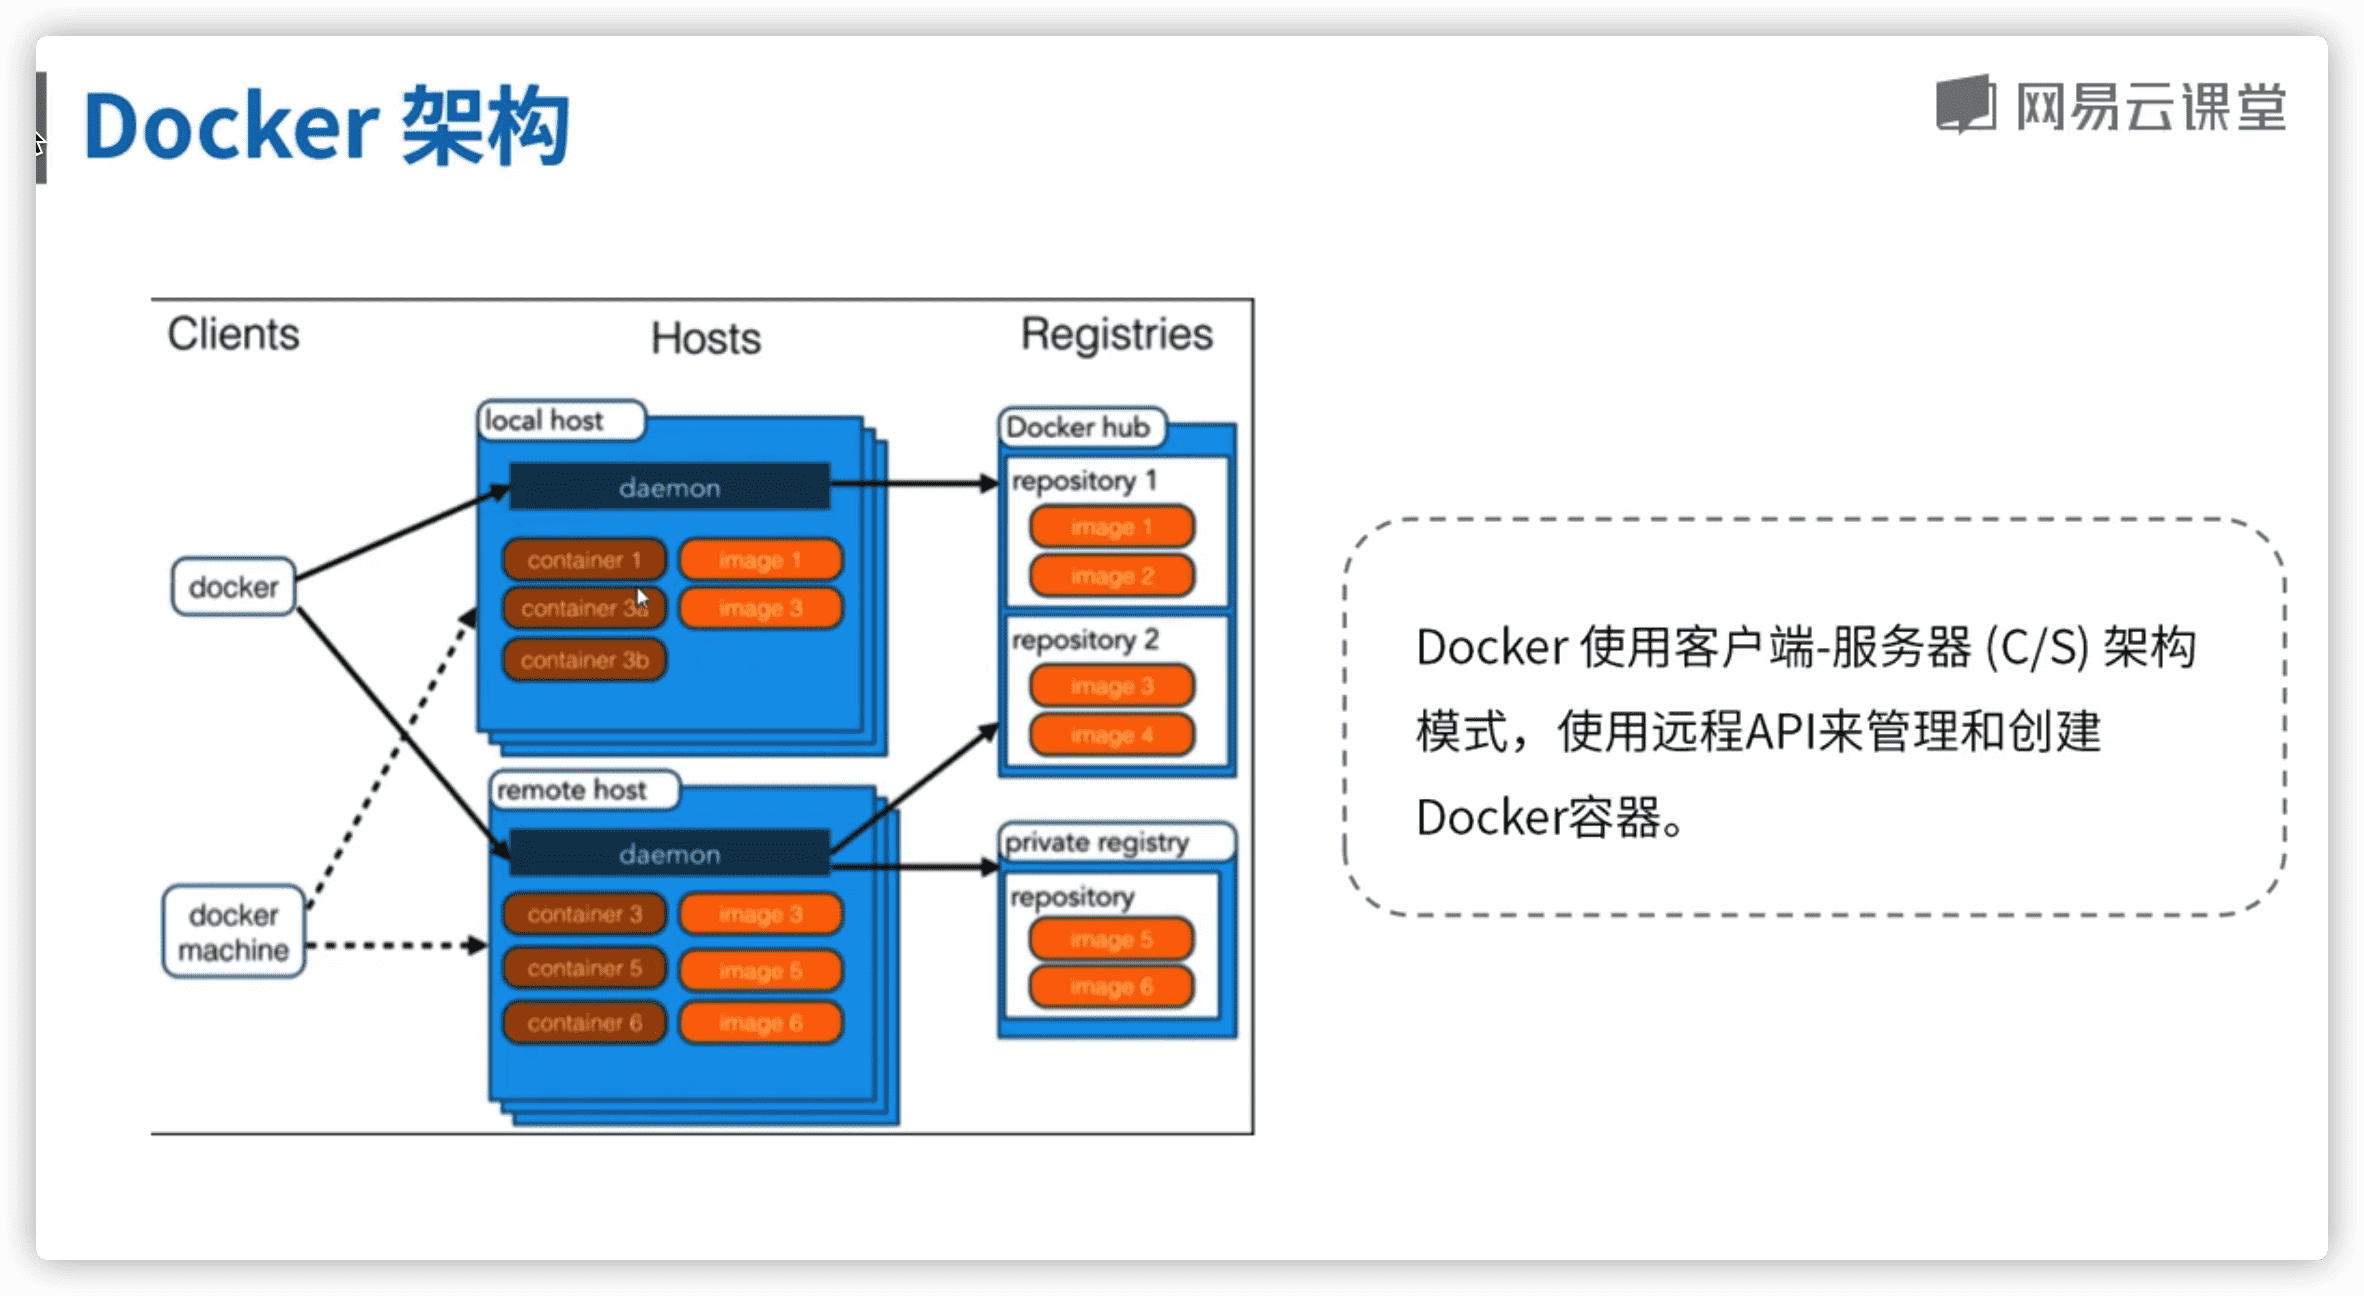 Docker 架构
网易云课堂
Clients
Hosts
Registries
docker
docker
machine
local host
daemon
container 1
image 1
container 3a
image 3
container 3b
remote host
daemon
container 3
image 3
container 5
image 5
container 6
image 6
Docker hub
repository 1
image 1
image 2
repository 2
image 3
image 4
private registry
repository
image 5
image 6
Docker 使用客户端-服务器 (C/S) 架构
模式，使用远程API来管理和创建
Docker容器。